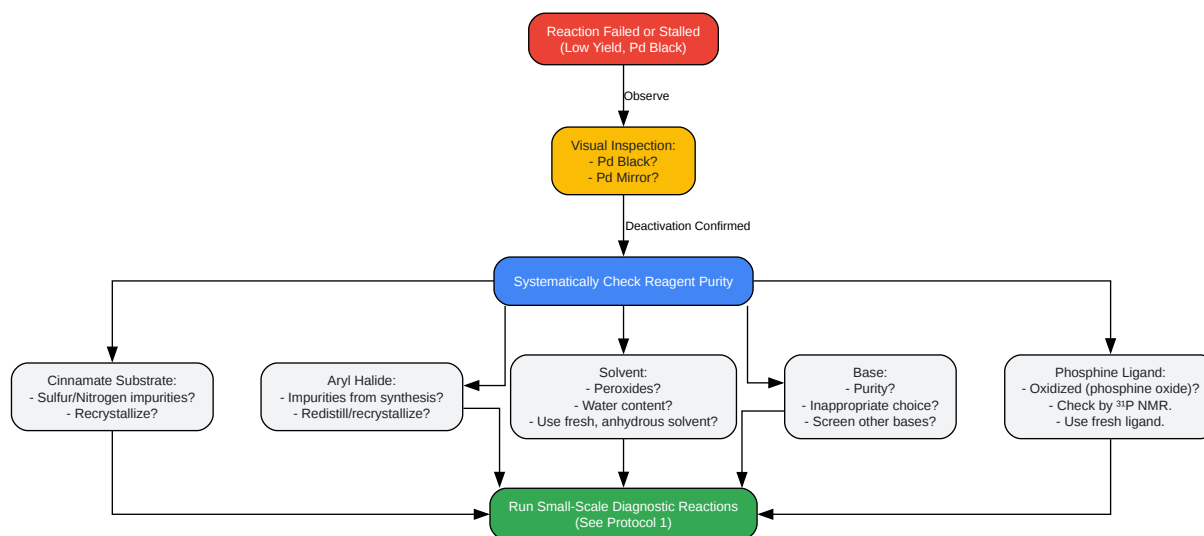 Reaction Failed or Stalled
(Low Yield, Pd Black)
Observe
Visual Inspection:
- Pd Black?
- Pd Mirror?
Deactivation Confirmed
Systematically Check Reagent Purity
Cinnamate Substrate:
- Sulfur/Nitrogen impurities?
- Recrystallize?
Aryl Halide:
- Impurities from synthesis?
- Redistill/recrystallize?
Solvent:
- Peroxides?
- Water content?
- Use fresh, anhydrous solvent?
Base:
- Purity?
- Inappropriate choice?
- Screen other bases?
Phosphine Ligand:
- Oxidized (phosphine oxide)?
- Check by ³¹P NMR.
- Use fresh ligand.
Run Small-Scale Diagnostic Reactions
(See Protocol 1)